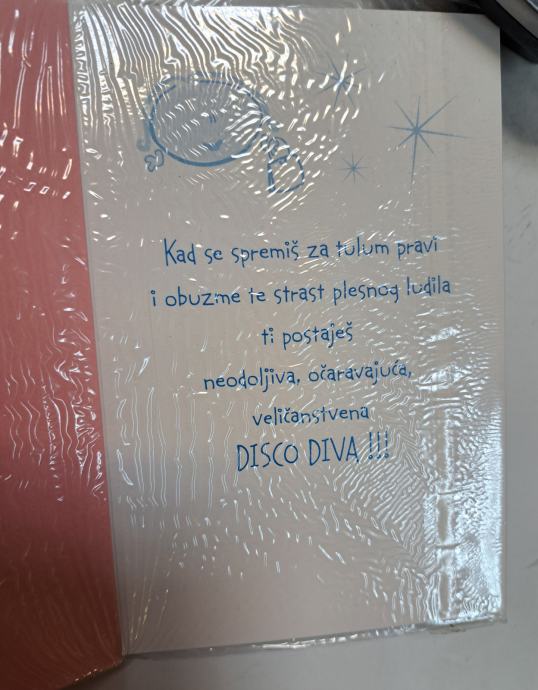 Kad se spremiš za tulum pravi
i obuzme te strast plesnog ludila
ti postaješ
neodoljiva, očaravajuća,
veličanstvena
DISCO DIVA !!!